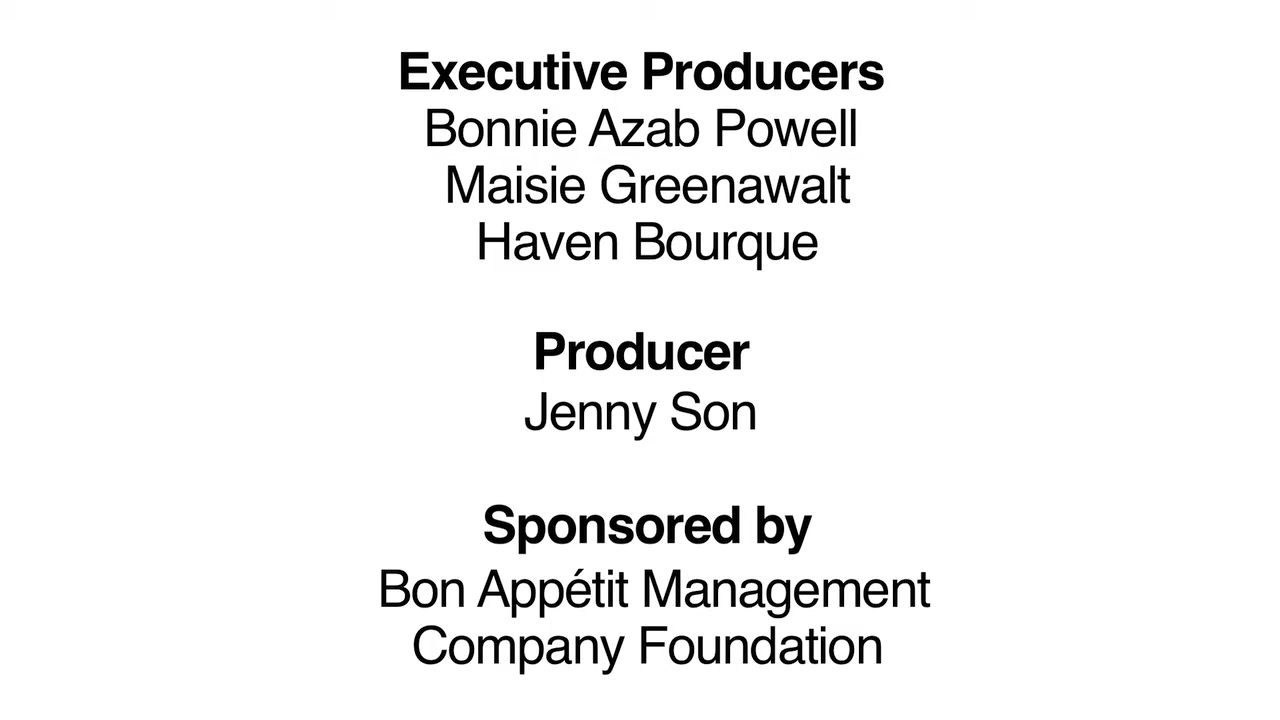 Executive Producers
Bonnie Azab Powell
Maisie Greenawalt
Haven Bourque
Producer
Jenny Son
Sponsored by
Bon Appétit Management
Company Foundation